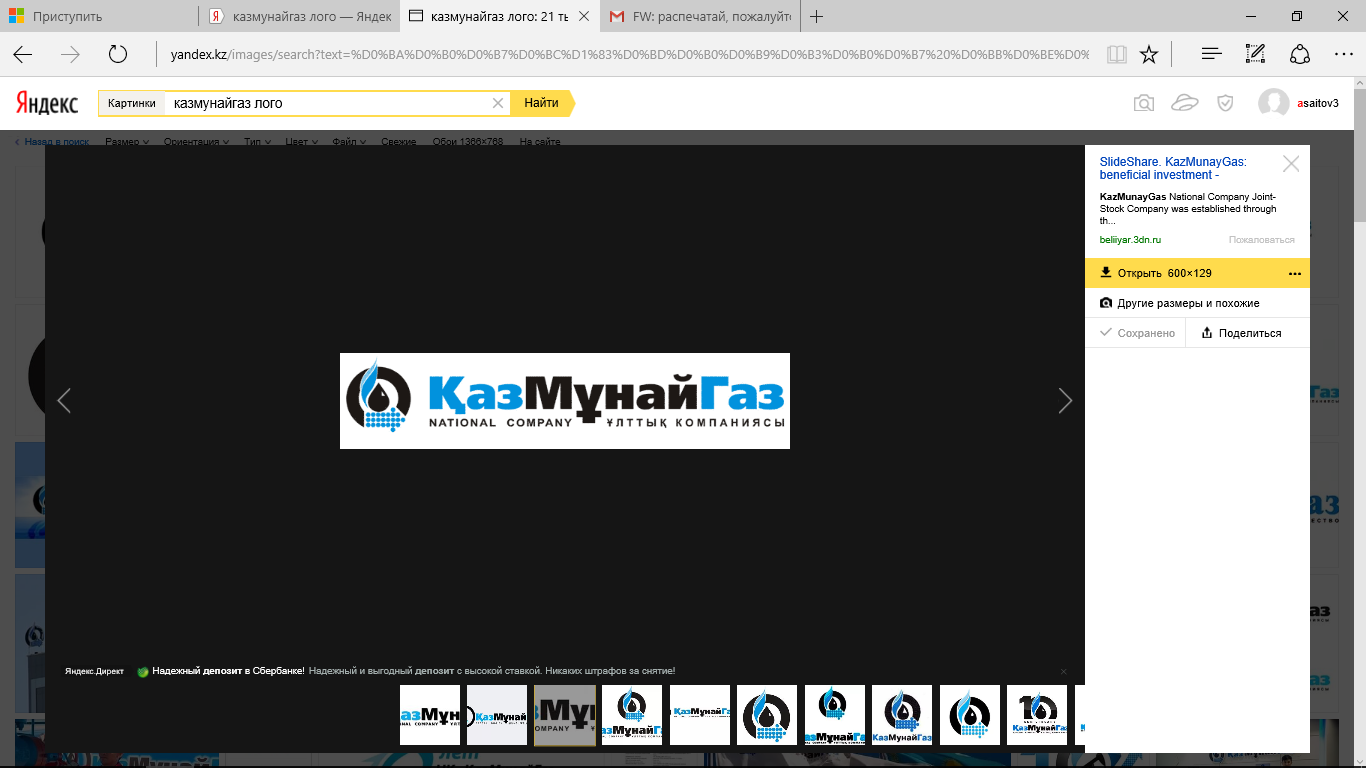 Приступить
казмунайгаз лого — Яндек
казмунайгаз лого: 21 ты
FW: распечатай, пожалуйст
yandex.kz/images/search?text=%D0%BA%D0%B0%D0%B7%D0%BC%D1%83%D0%BD%D0%B0%D0%B9%D0%B3%D0%B0%D0%B7%20%D0%BB%D0%BE%D0%
Яндекс
Картинки
казмунайгаз лого
Найти
asaitov3
Назад в поиск Размер Ориентация Тип Цвет Файл Свежие Обои 1366×768 На сайте
SlideShare. KazMunayGas:
beneficial investment -
KazMunayGas National Company Joint-
Stock Company was established through
th...
beliiyar.3dn.ru
Пожаловаться
Открыть 600×129
Другие размеры и похожие
Сохранено
Поделиться
ҚазМұнайГаз
NATIONAL COMPANY ҰЛТТЫҚ КОМПАНИЯСЫ
Яндекс.Директ
Надежный депозит в Сбербанке! Надежный и выгодный депозит с высокой ставкой. Никаких штрафов за снятие!